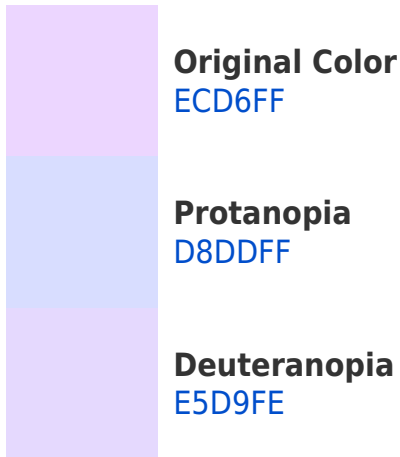 Original Color
ECD6FF
Protanopia
D8DDFF
Deuteranopia
E5D9FE